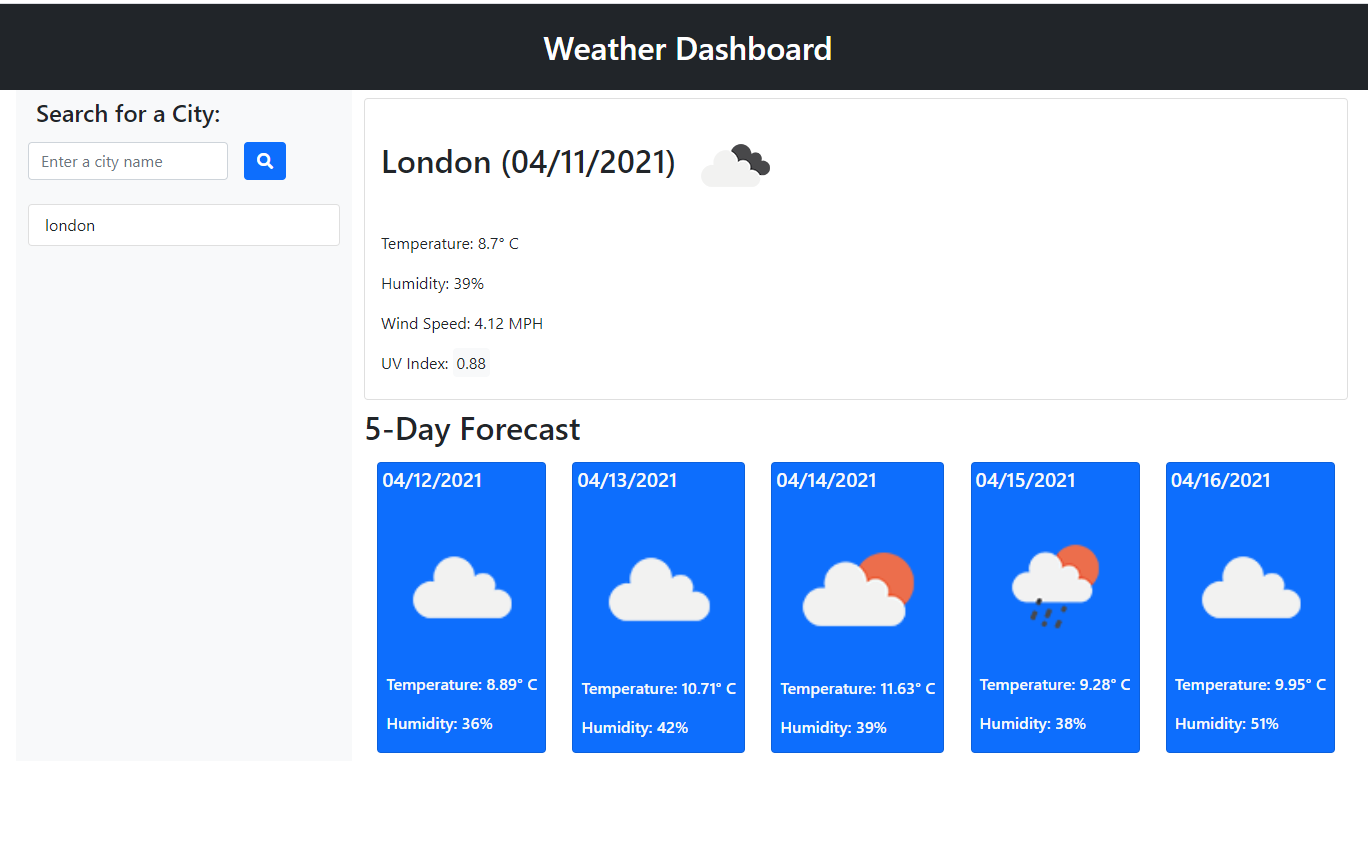 Weather Dashboard
Search for a City:
Enter a city name
london
London (04/11/2021)
Temperature: 8.7° C
Humidity: 39%
Wind Speed: 4.12 MPH
UV Index: 0.88
5-Day Forecast
04/12/2021
Temperature: 8.89° C
Humidity: 36%
04/13/2021
Temperature: 10.71° C
Humidity: 42%
04/14/2021
Temperature: 11.63° C
Humidity: 39%
04/15/2021
Temperature: 9.28° C
Humidity: 38%
04/16/2021
Temperature: 9.95° C
Humidity: 51%